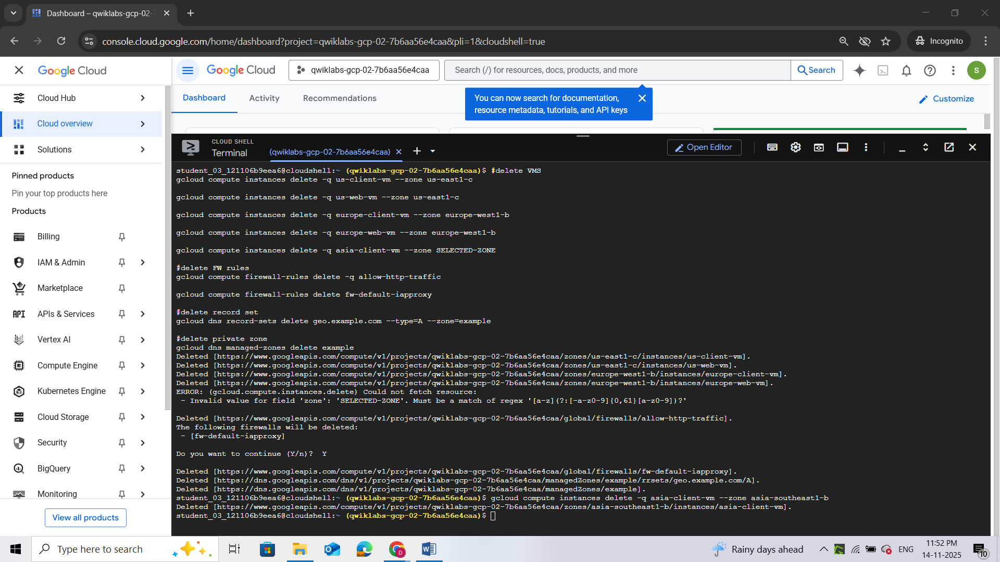 Dashboard – qwiklabs-gcp-02-7
console.cloud.google.com/home/dashboard?project=qwiklabs-gcp-02-7b6aa56e4caa&pli=1&cloudshell=true
Incognito
Google Cloud
Cloud Hub
Cloud overview
Solutions
Pinned products
Pin your top products here
Products
Billing
IAM & Admin
Marketplace
API APIs & Services
Vertex AI
Compute Engine
Kubernetes Engine
Cloud Storage
Security
BigQuery
Monitoring
View all products
Google Cloud
qwiklabs-gcp-02-7b6aa56e4caa
Search (/) for resources, docs, products, and more
Search
S
Dashboard
Activity
Recommendations
You can now search for documentation,
resource metadata, tutorials, and API keys
Customize
CLOUD SHELL
Terminal
(qwiklabs-gcp-02-7b6aa56e4caa)
Open Editor
student_03_121106b9eea6@cloudshell:~ (qwiklabs-gcp-02-7b6aa56e4caa)$ #delete VMS
gcloud compute instances delete -q us-client-vm --zone us-east1-c
gcloud compute instances delete -q us-web-vm --zone us-east1-c
gcloud compute instances delete -q europe-client-vm --zone europe-west1-b
gcloud compute instances delete -q europe-web-vm --zone europe-west1-b
gcloud compute instances delete -q asia-client-vm --zone SELECTED-ZONE
#delete FW rules
gcloud compute firewall-rules delete -q allow-http-traffic
gcloud compute firewall-rules delete fw-default-iapproxy
#delete record set
gcloud dns record-sets delete geo.example.com --type=A --zone=example
#delete private zone
gcloud dns managed-zones delete example
Deleted [https://www.googleapis.com/compute/v1/projects/qwiklabs-gcp-02-7b6aa56e4caa/zones/us-east1-c/instances/us-client-vm].
Deleted [https://www.googleapis.com/compute/v1/projects/qwiklabs-gcp-02-7b6aa56e4caa/zones/us-east1-c/instances/us-web-vm].
Deleted [https://www.googleapis.com/compute/v1/projects/qwiklabs-gcp-02-7b6aa56e4caa/zones/europe-west1-b/instances/europe-client-vm].
Deleted [https://www.googleapis.com/compute/v1/projects/qwiklabs-gcp-02-7b6aa56e4caa/zones/europe-west1-b/instances/europe-web-vm].
ERROR: (gcloud.compute.instances.delete) Could not fetch resource:
- Invalid value for field 'zone': 'SELECTED-ZONE'. Must be a match of regex '[a-z](?:[-a-z0-9]{0,61}[a-z0-9])?'
Deleted [https://www.googleapis.com/compute/v1/projects/qwiklabs-gcp-02-7b6aa56e4caa/global/firewalls/allow-http-traffic].
The following firewalls will be deleted:
- [fw-default-iapproxy]
Do you want to continue (Y/n)?  Y
Deleted [https://www.googleapis.com/compute/v1/projects/qwiklabs-gcp-02-7b6aa56e4caa/global/firewalls/fw-default-iapproxy].
Deleted [https://dns.googleapis.com/dns/v1/projects/qwiklabs-gcp-02-7b6aa56e4caa/managedZones/example/rrsets/geo.example.com/A].
Deleted [https://dns.googleapis.com/dns/v1/projects/qwiklabs-gcp-02-7b6aa56e4caa/managedZones/example].
student_03_121106b9eea6@cloudshell:~ (qwiklabs-gcp-02-7b6aa56e4caa)$ gcloud compute instances delete -q asia-client-vm --zone asia-southeast1-b
Deleted [https://www.googleapis.com/compute/v1/projects/qwiklabs-gcp-02-7b6aa56e4caa/zones/asia-southeast1-b/instances/asia-client-vm].
student_03_121106b9eea6@cloudshell:~ (qwiklabs-gcp-02-7b6aa56e4caa)$
Type here to search
Rainy days ahead
ENG
11:52 PM
14-11-2025
10